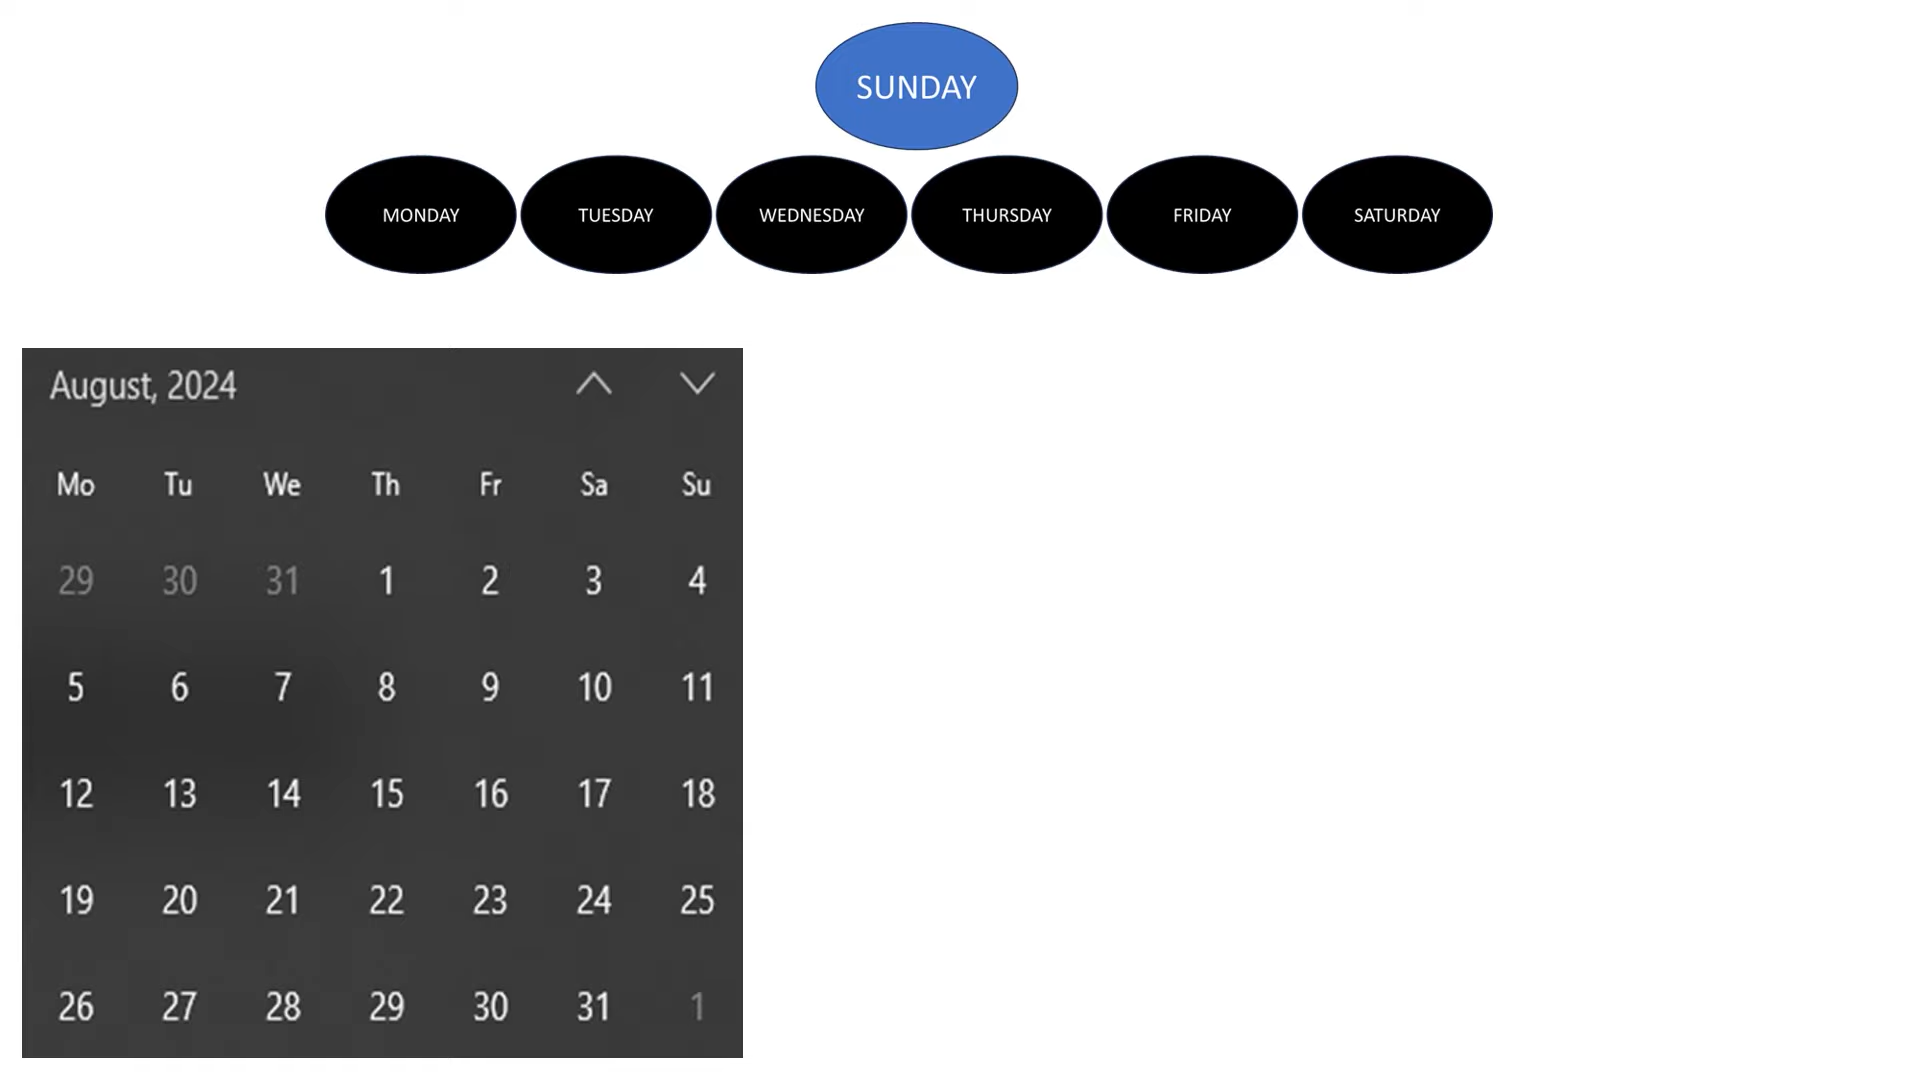 SUNDAY
MONDAY TUESDAY WEDNESDAY THURSDAY FRIDAY SATURDAY
August, 2024
Mo Tu We Th Fr Sa Su
29 30 31 1 2 3 4
5 6 7 8 9 10 11
12 13 14 15 16 17 18
19 20 21 22 23 24 25
26 27 28 29 30 31 1